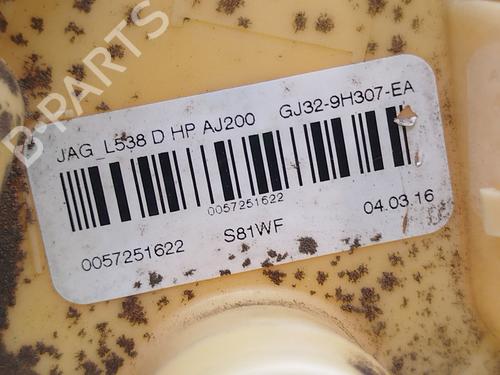 B-PARTS
JAG_L538 D HP AJ200 GJ32-9H307-EA
0057251622
0057251622 S81WF 04.03.16